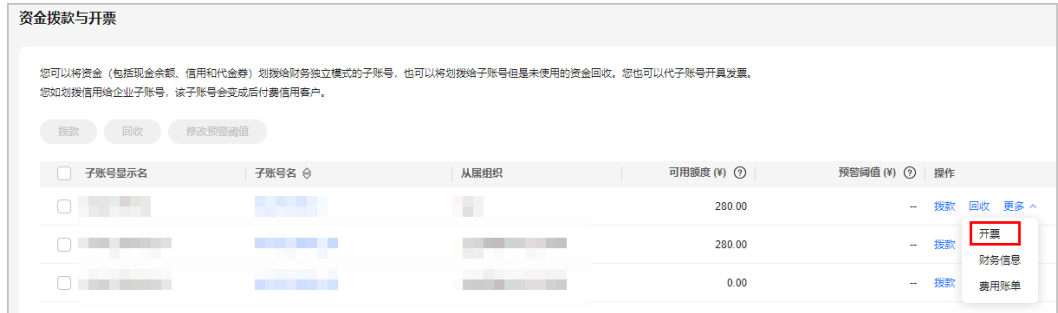 资金拨款与开票
您可以将资金（包括现金余额、信用和代金券）划拨给财务独立模式的子账号，也可以将划拨给子账号但是未使用的资金回收。您也可以代子账号开具发票。
您如划拨信用给企业子账号，该子账号会变成后付费信用客户。
拨款 回收 修改预警阈值
子账号显示名 子账号名 从属组织 可用额度 (¥) 预警阈值 (¥) 操作
280.00 -- 拨款 回收 更多
开票
280.00 -- 拨款
财务信息
0.00 -- 拨款
费用账单